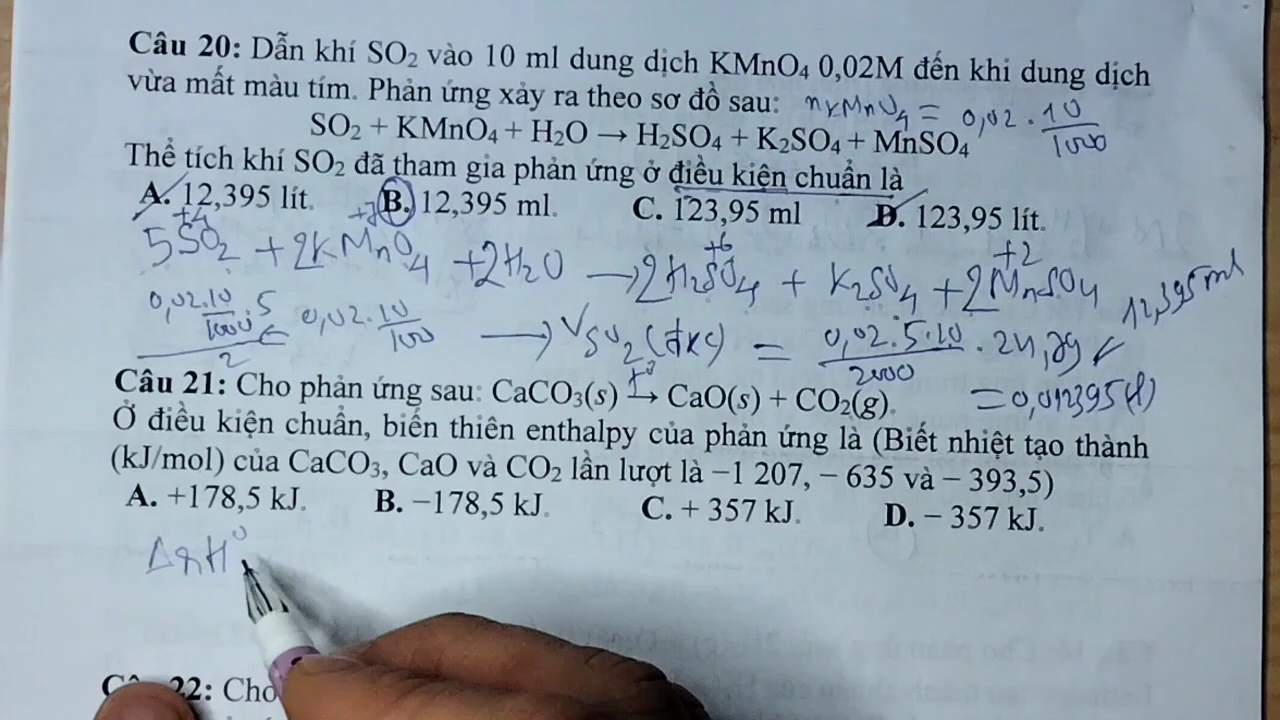 Câu 20: Dẫn khí SO₂ vào 10 ml dung dịch KMnO₄ 0,02M đến khi dung dịch
vừa mất màu tím. Phản ứng xảy ra theo sơ đồ sau: nKMnO₄ = 0,02 . 10/1000
SO₂ + KMnO₄ + H₂O → H₂SO₄ + K₂SO₄ + MnSO₄
Thể tích khí SO₂ đã tham gia phản ứng ở điều kiện chuẩn là
A. 12,395 lít. B. 12,395 ml. C. 123,95 ml D. 123,95 lít.
+4 +7 +6 +2
5SO₂ + 2KMnO₄ + 2H₂O → 2H₂SO₄ + K₂SO₄ + 2MnSO₄ 12,395 ml
0,02.10/1000 . 5 / 2 ← 0,02 . 10/100 → V SO₂ (đkc) = 0,02 . 5 . 10/2000 . 24,79
= 0,012395 (l)
Câu 21: Cho phản ứng sau: CaCO₃(s) t° → CaO(s) + CO₂(g).
Ở điều kiện chuẩn, biến thiên enthalpy của phản ứng là (Biết nhiệt tạo thành
(kJ/mol) của CaCO₃, CaO và CO₂ lần lượt là −1 207, − 635 và − 393,5)
A. +178,5 kJ. B. −178,5 kJ. C. + 357 kJ. D. − 357 kJ.
ΔrH⁰
22: Cho